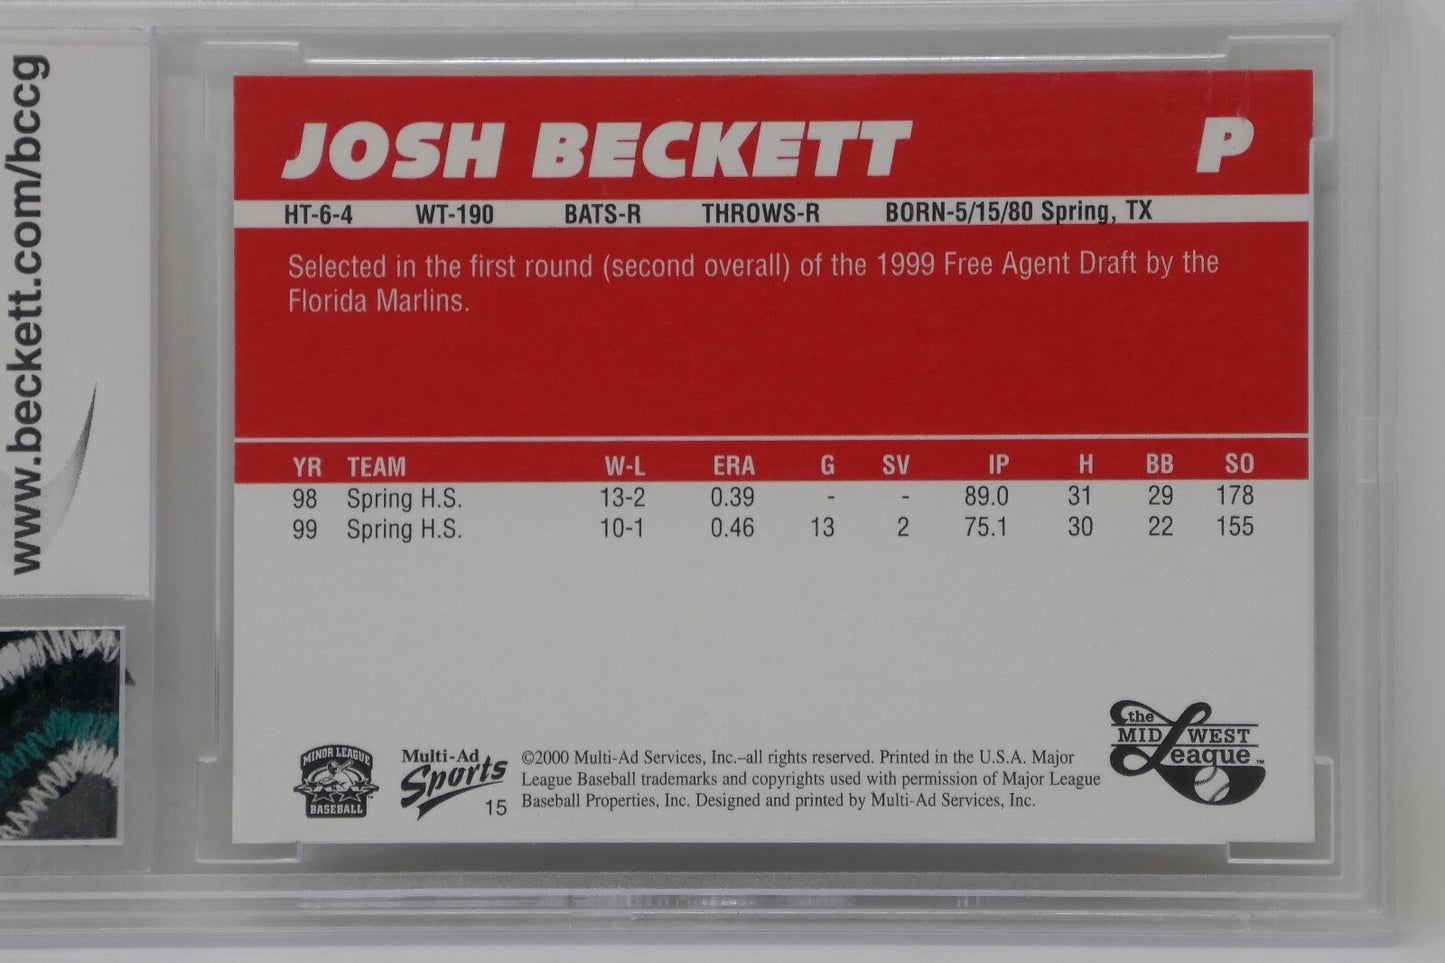 www.beckett.com/bccg
JOSH BECKETT P
HT-6-4 WT-190 BATS-R THROWS-R BORN-5/15/80 Spring, TX
Selected in the first round (second overall) of the 1999 Free Agent Draft by the
Florida Marlins.
YR TEAM W-L ERA G SV IP H BB SO
98 Spring H.S. 13-2 0.39 - - 89.0 31 29 178
99 Spring H.S. 10-1 0.46 13 2 75.1 30 22 155
MINOR LEAGUE
BASEBALL
Multi-Ad
Sports
15
©2000 Multi-Ad Services, Inc.–all rights reserved. Printed in the U.S.A. Major
League Baseball trademarks and copyrights used with permission of Major League
Baseball Properties, Inc. Designed and printed by Multi-Ad Services, Inc.
the
MIDWEST
League TM